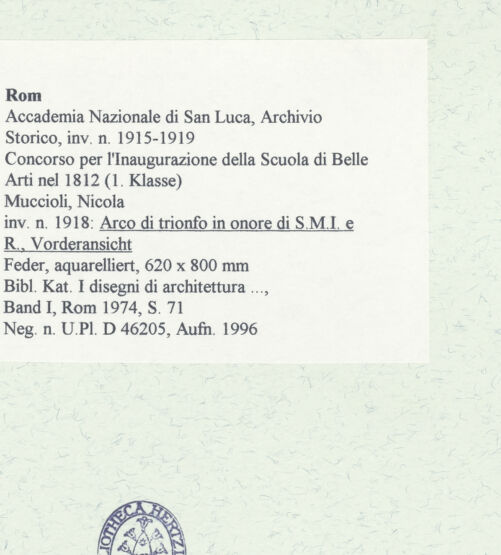 Rom
Accademia Nazionale di San Luca, Archivio
Storico, inv. n. 1915-1919
Concorso per l'Inaugurazione della Scuola di Belle
Arti nel 1812 (1. Klasse)
Muccioli, Nicola
inv. n. 1918: Arco di trionfo in onore di S.M.I. e
R., Vorderansicht
Feder, aquarelliert, 620 x 800 mm
Bibl. Kat. I disegni di architettura ...,
Band I, Rom 1974, S. 71
Neg. n. U.Pl. D 46205, Aufn. 1996
IOTHECA HERTZ